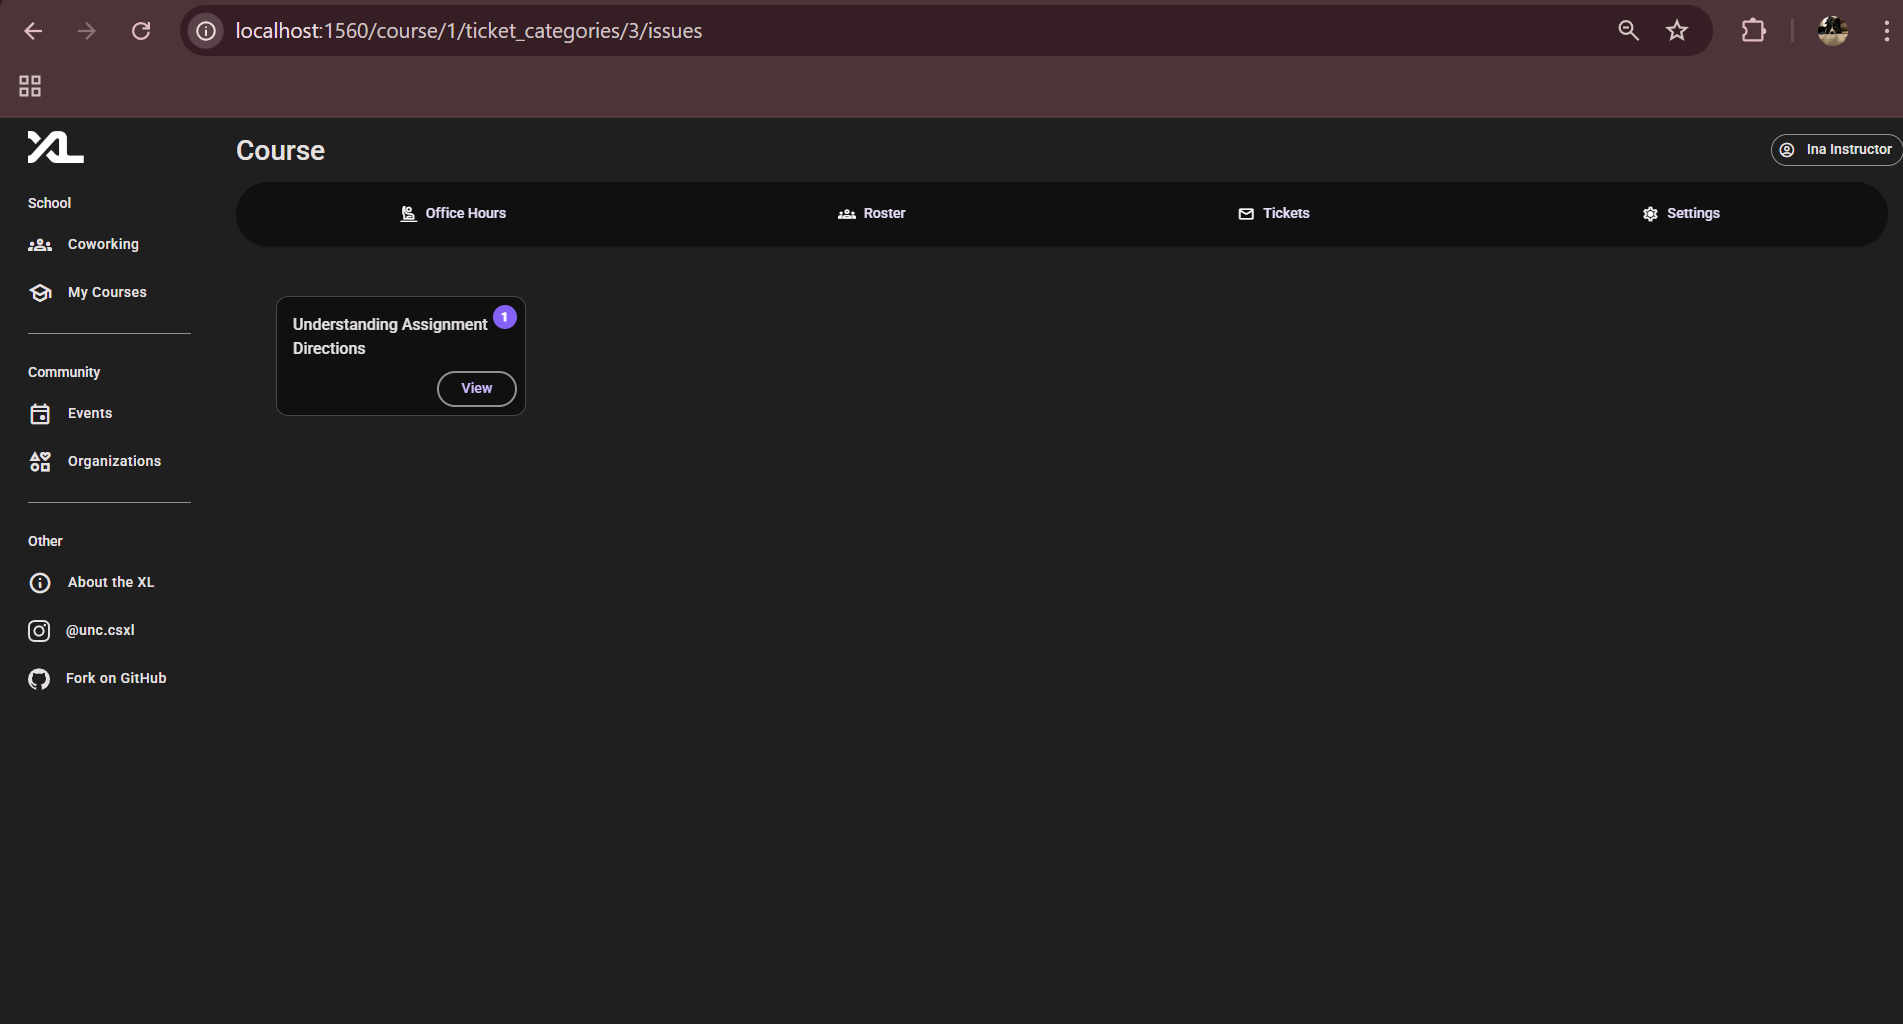 localhost:1560/course/1/ticket_categories/3/issues
XL
Course
Ina Instructor
School
Coworking
My Courses
Community
Events
Organizations
Other
About the XL
@unc.csxl
Fork on GitHub
Office Hours
Roster
Tickets
Settings
Understanding Assignment
Directions
1
View